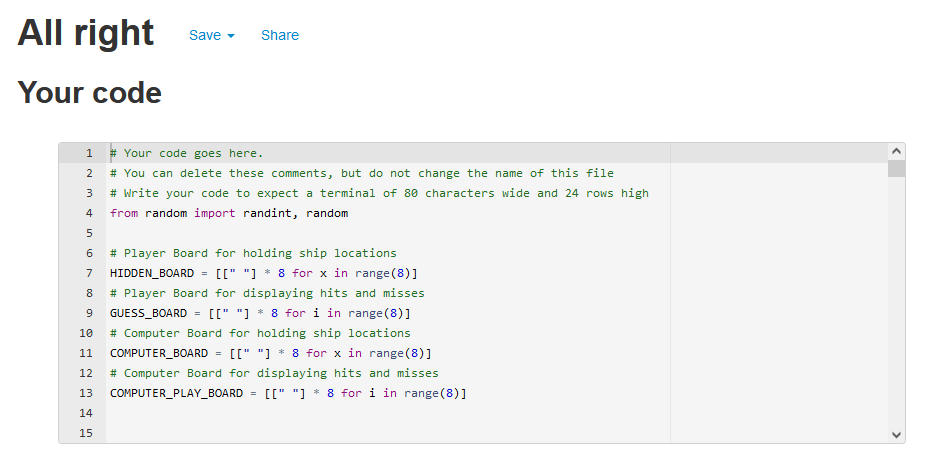 All right Save Share
Your code
1 # Your code goes here.
2 # You can delete these comments, but do not change the name of this file
3 # Write your code to expect a terminal of 80 characters wide and 24 rows high
4 from random import randint, random
5
6 # Player Board for holding ship locations
7 HIDDEN_BOARD = [[" "] * 8 for x in range(8)]
8 # Player Board for displaying hits and misses
9 GUESS_BOARD = [[" "] * 8 for i in range(8)]
10 # Computer Board for holding ship locations
11 COMPUTER_BOARD = [[" "] * 8 for x in range(8)]
12 # Computer Board for displaying hits and misses
13 COMPUTER_PLAY_BOARD = [[" "] * 8 for i in range(8)]
14
15